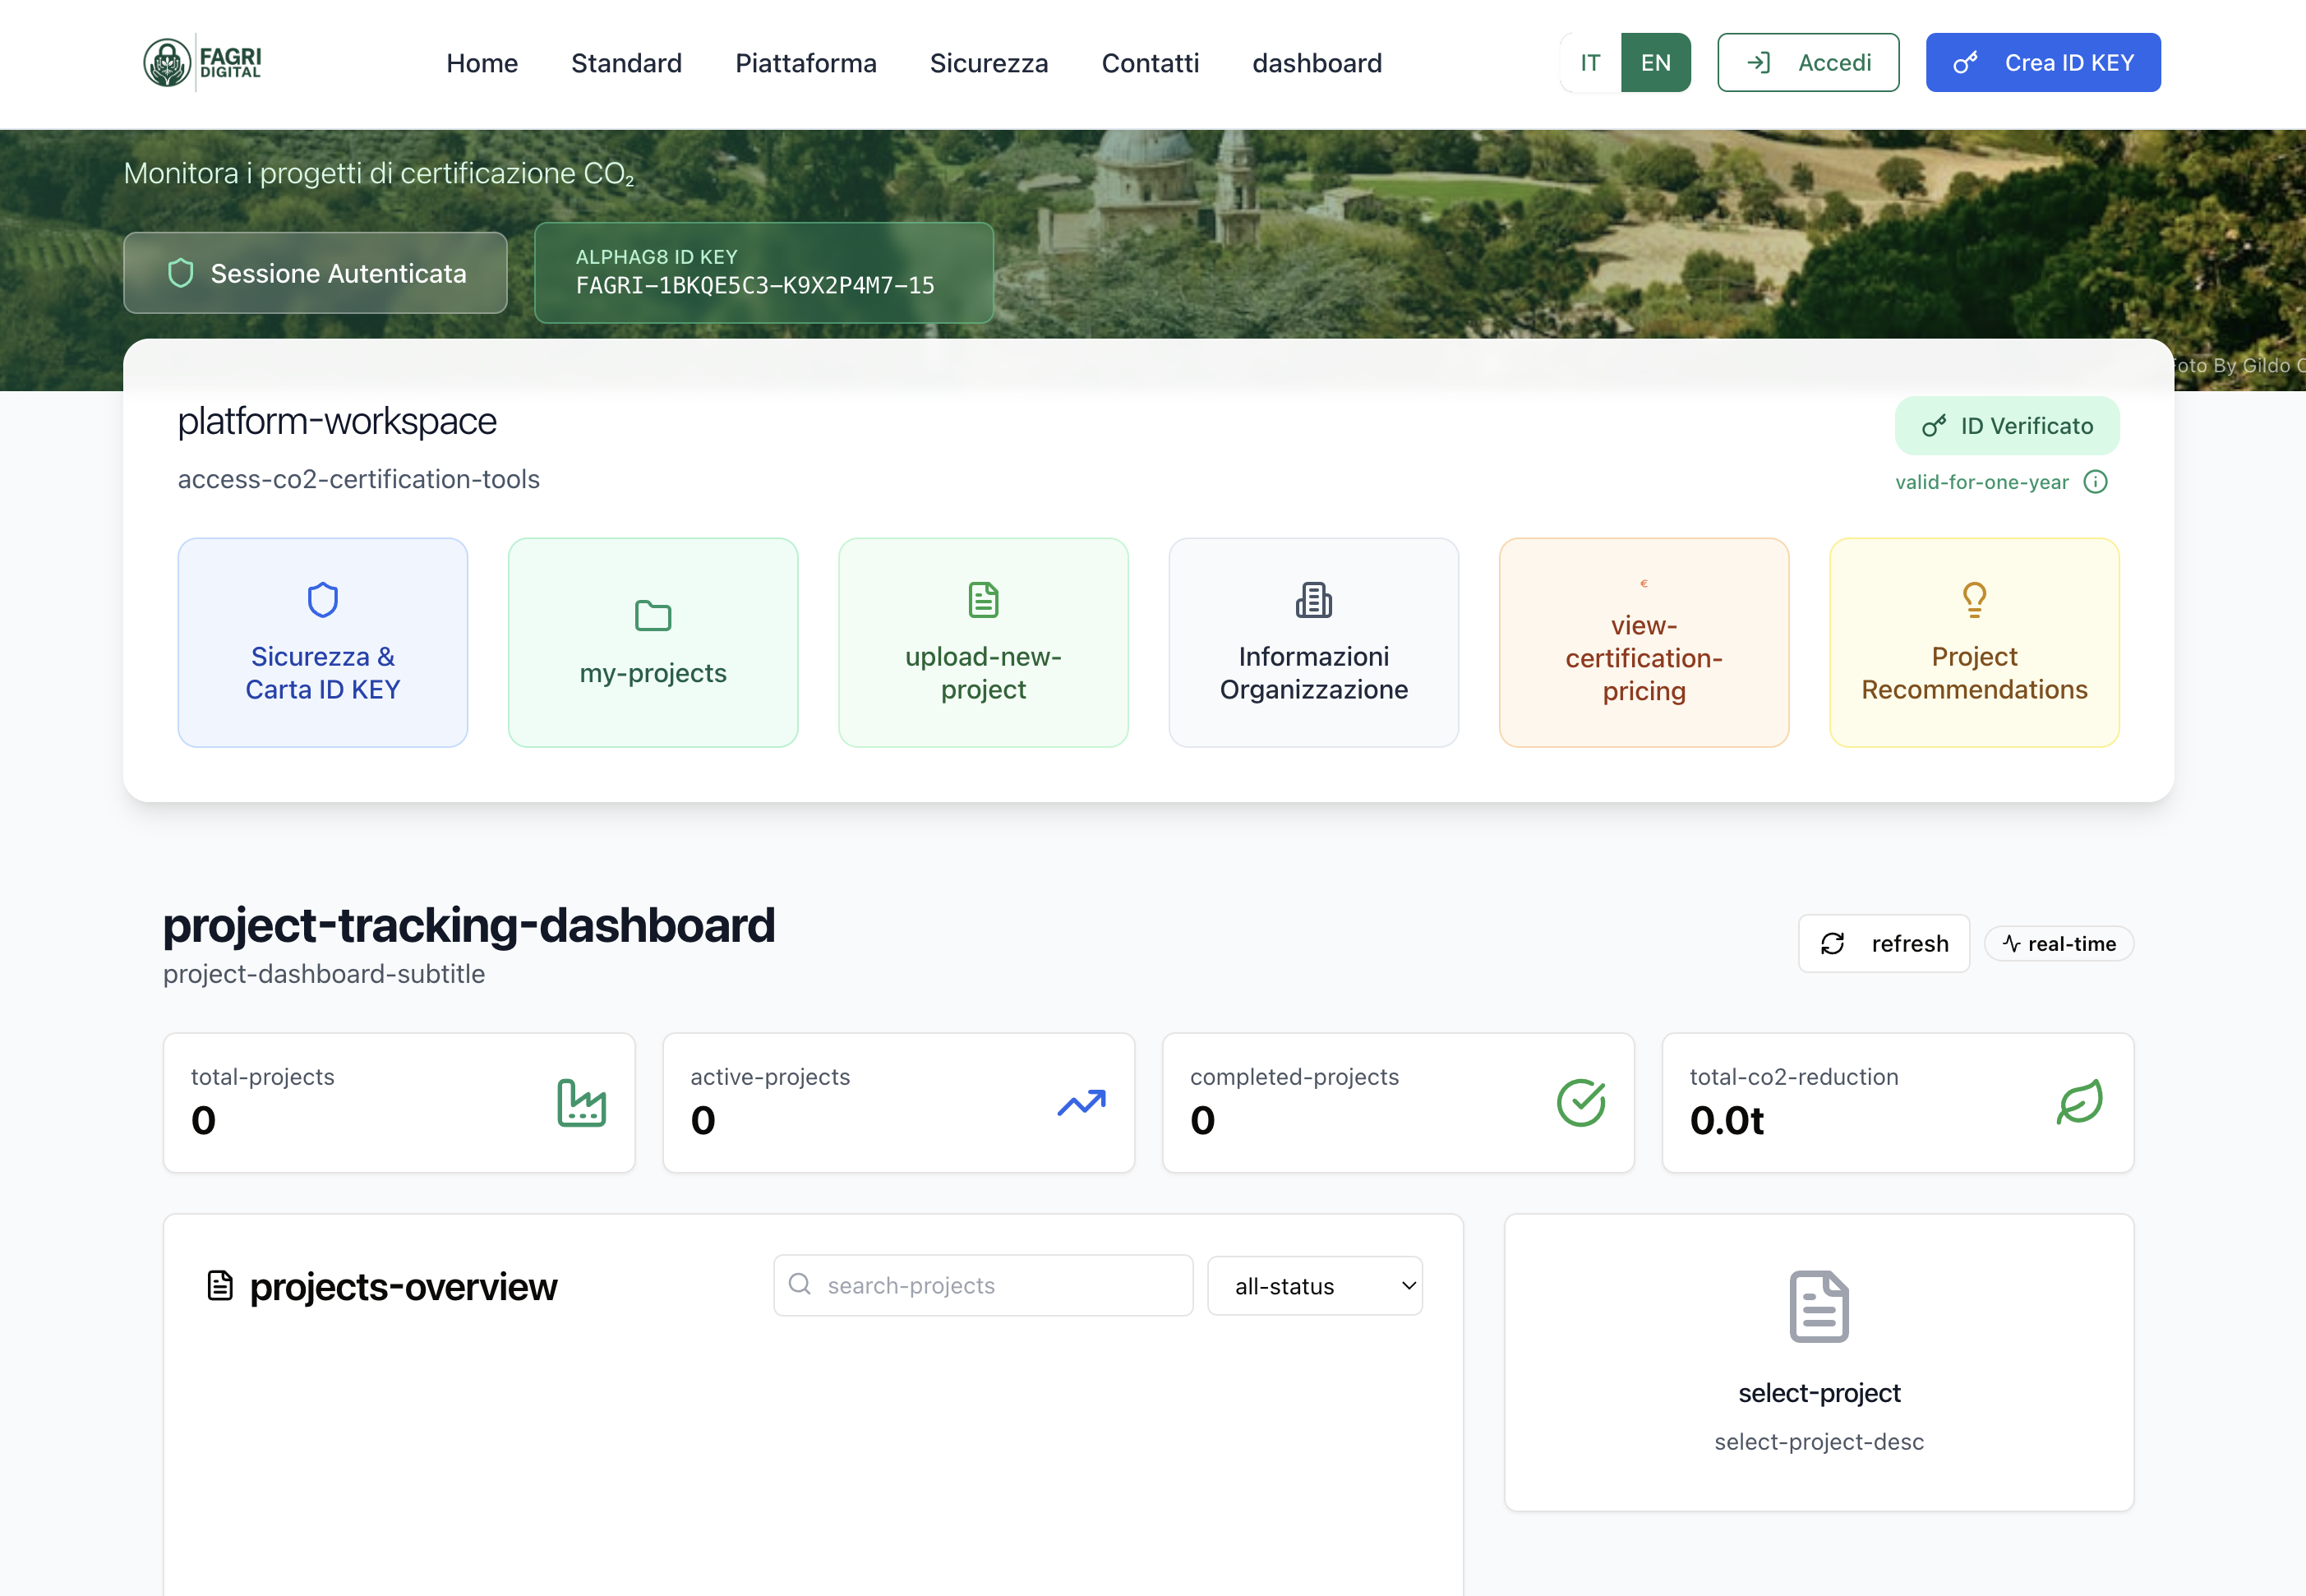 FAGRI
DIGITAL
Home
Standard
Piattaforma
Sicurezza
Contatti
dashboard
IT
EN
Accedi
Crea ID KEY
Monitora i progetti di certificazione CO₂
Sessione Autenticata
ALPHAG8 ID KEY
FAGRI-1BKQE5C3-K9X2P4M7-15
oto By Gildo
platform-workspace
ID Verificato
access-co2-certification-tools
valid-for-one-year
Sicurezza &
Carta ID KEY
my-projects
upload-new-
project
Informazioni
Organizzazione
€
view-
certification-
pricing
Project
Recommendations
project-tracking-dashboard
project-dashboard-subtitle
refresh
real-time
total-projects
0
active-projects
0
completed-projects
0
total-co2-reduction
0.0t
projects-overview
search-projects
all-status
select-project
select-project-desc